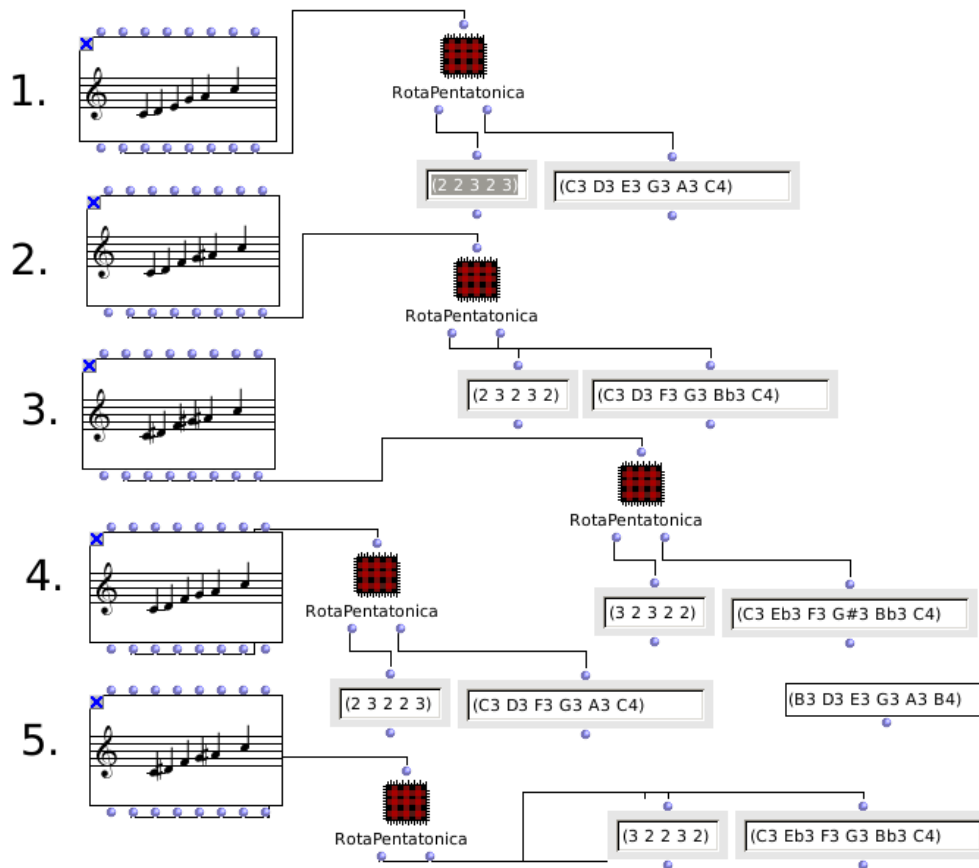 1.
RotaPentatonica
(2 2 3 2 3)
(C3 D3 E3 G3 A3 C4)
2.
RotaPentatonica
(2 3 2 3 2)
(C3 D3 F3 G3 Bb3 C4)
3.
RotaPentatonica
(3 2 3 2 2)
(C3 Eb3 F3 G#3 Bb3 C4)
4.
RotaPentatonica
(2 3 2 2 3)
(C3 D3 F3 G3 A3 C4)
(B3 D3 E3 G3 A3 B4)
5.
RotaPentatonica
(3 2 2 3 2)
(C3 Eb3 F3 G3 Bb3 C4)